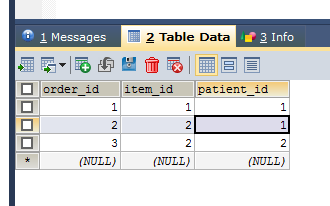 1 Messages 2 Table Data 3 Info
order_id item_id patient_id
1 1 1
2 2 1
3 2 2
* (NULL) (NULL) (NULL)